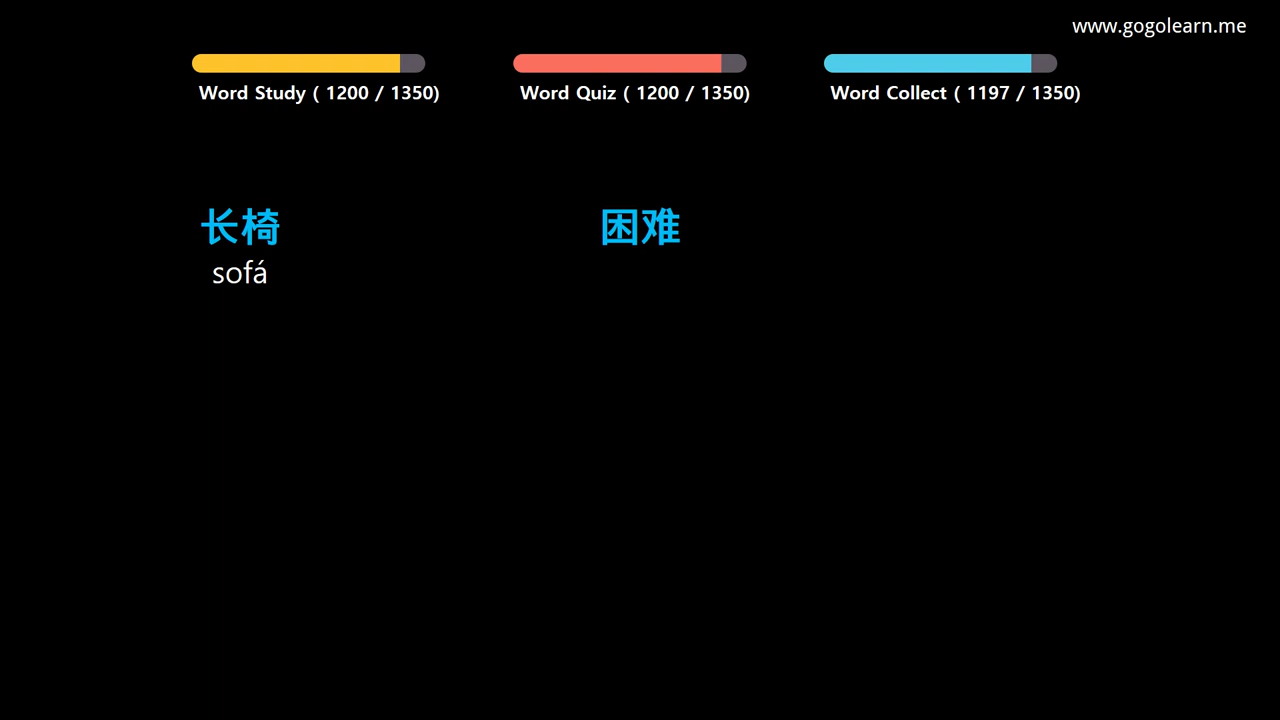 www.gogolearn.me
Word Study ( 1200 / 1350)
Word Quiz ( 1200 / 1350)
Word Collect ( 1197 / 1350)
长椅
困难
sofá